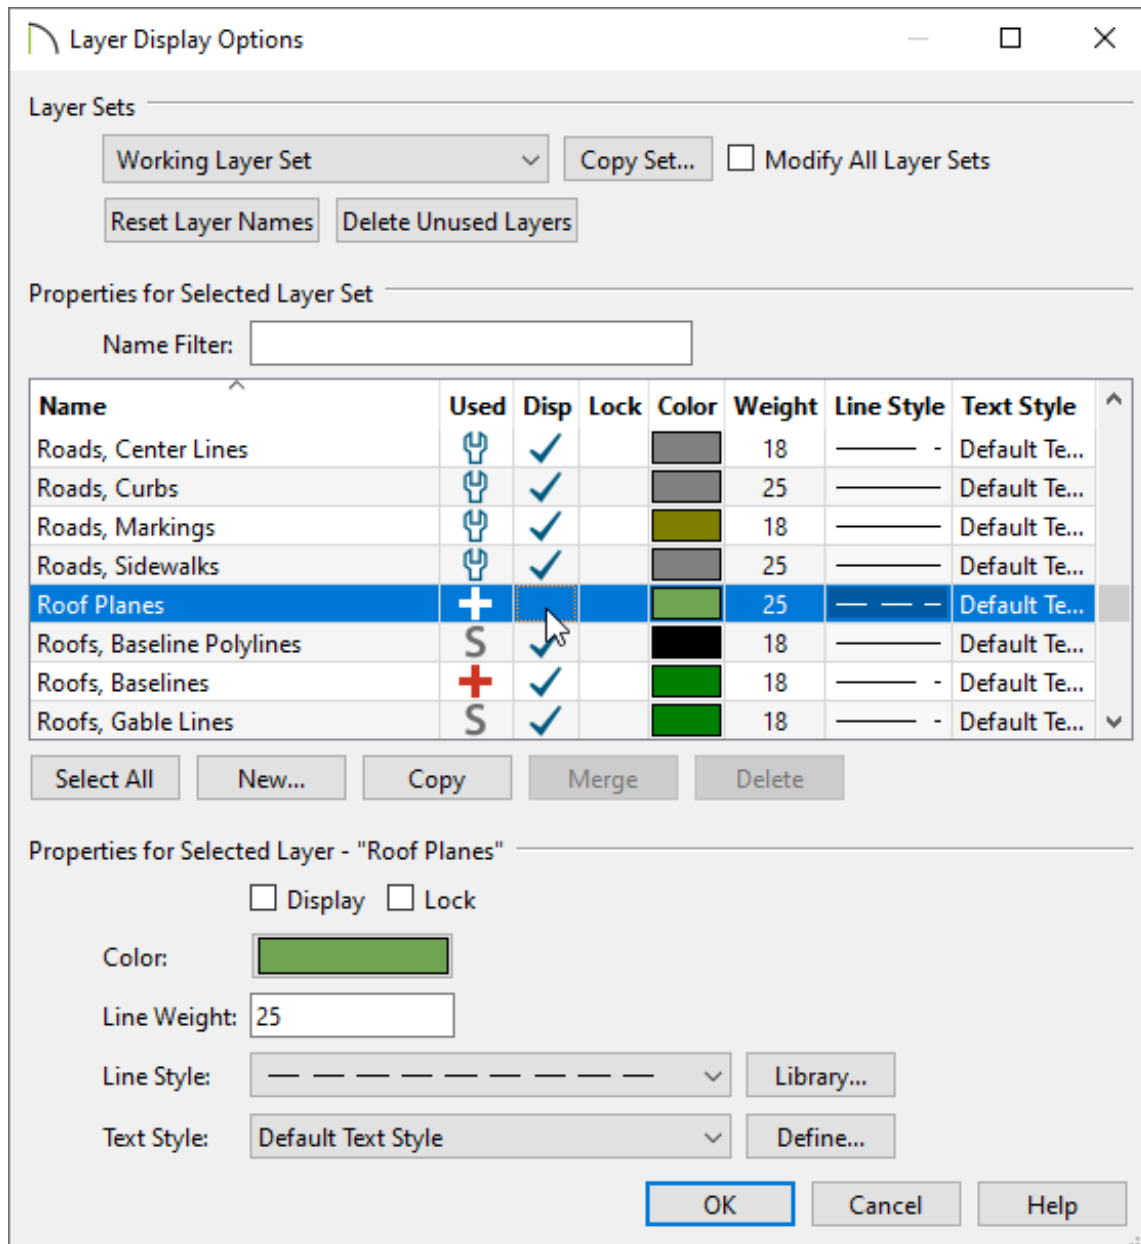 Layer Display Options
Layer Sets
Working Layer Set Copy Set... Modify All Layer Sets
Reset Layer Names Delete Unused Layers
Properties for Selected Layer Set
Name Filter:
Name Used Disp Lock Color Weight Line Style Text Style
Roads, Center Lines 18 Default Te...
Roads, Curbs 25 Default Te...
Roads, Markings 18 Default Te...
Roads, Sidewalks 25 Default Te...
Roof Planes 25 Default Te...
Roofs, Baseline Polylines S 18 Default Te...
Roofs, Baselines 18 Default Te...
Roofs, Gable Lines S 18 Default Te...
Select All New... Copy Merge Delete
Properties for Selected Layer - "Roof Planes"
Display Lock
Color:
Line Weight: 25
Line Style: Library...
Text Style: Default Text Style Define...
OK Cancel Help